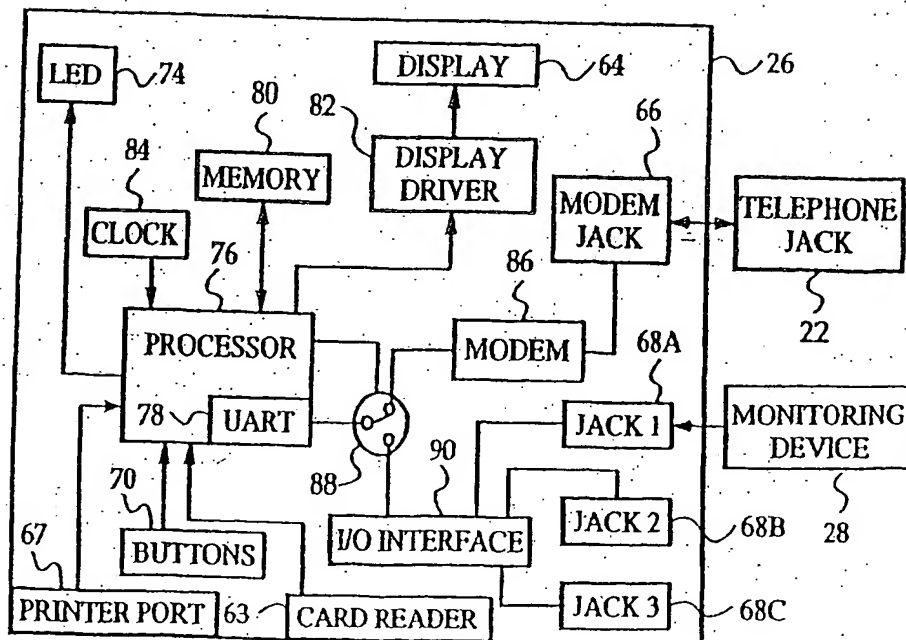 LED
74
DISPLAY
64
26
84
80
82
66
MEMORY
DISPLAY
DRIVER
CLOCK
76
MODEM
JACK
TELEPHONE
JACK
22
86
PROCESSOR
MODEM
68A
78
UART
JACK 1
MONITORING
DEVICE
88
90
28
70
I/O INTERFACE
JACK 2
68B
67
BUTTONS
PRINTER PORT
63
CARD READER
JACK 3
68C